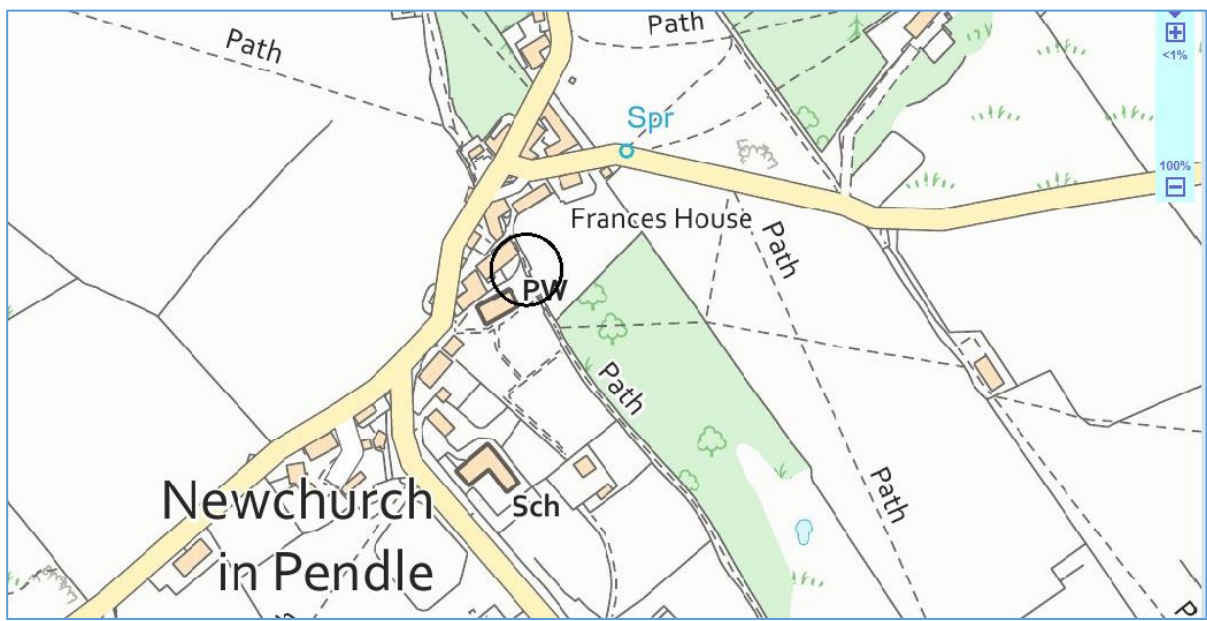 Path
Path
<1%
Spr
100%
Frances House
Path
PW
Path
Path
Newchurch
in Pendle
Sch
P